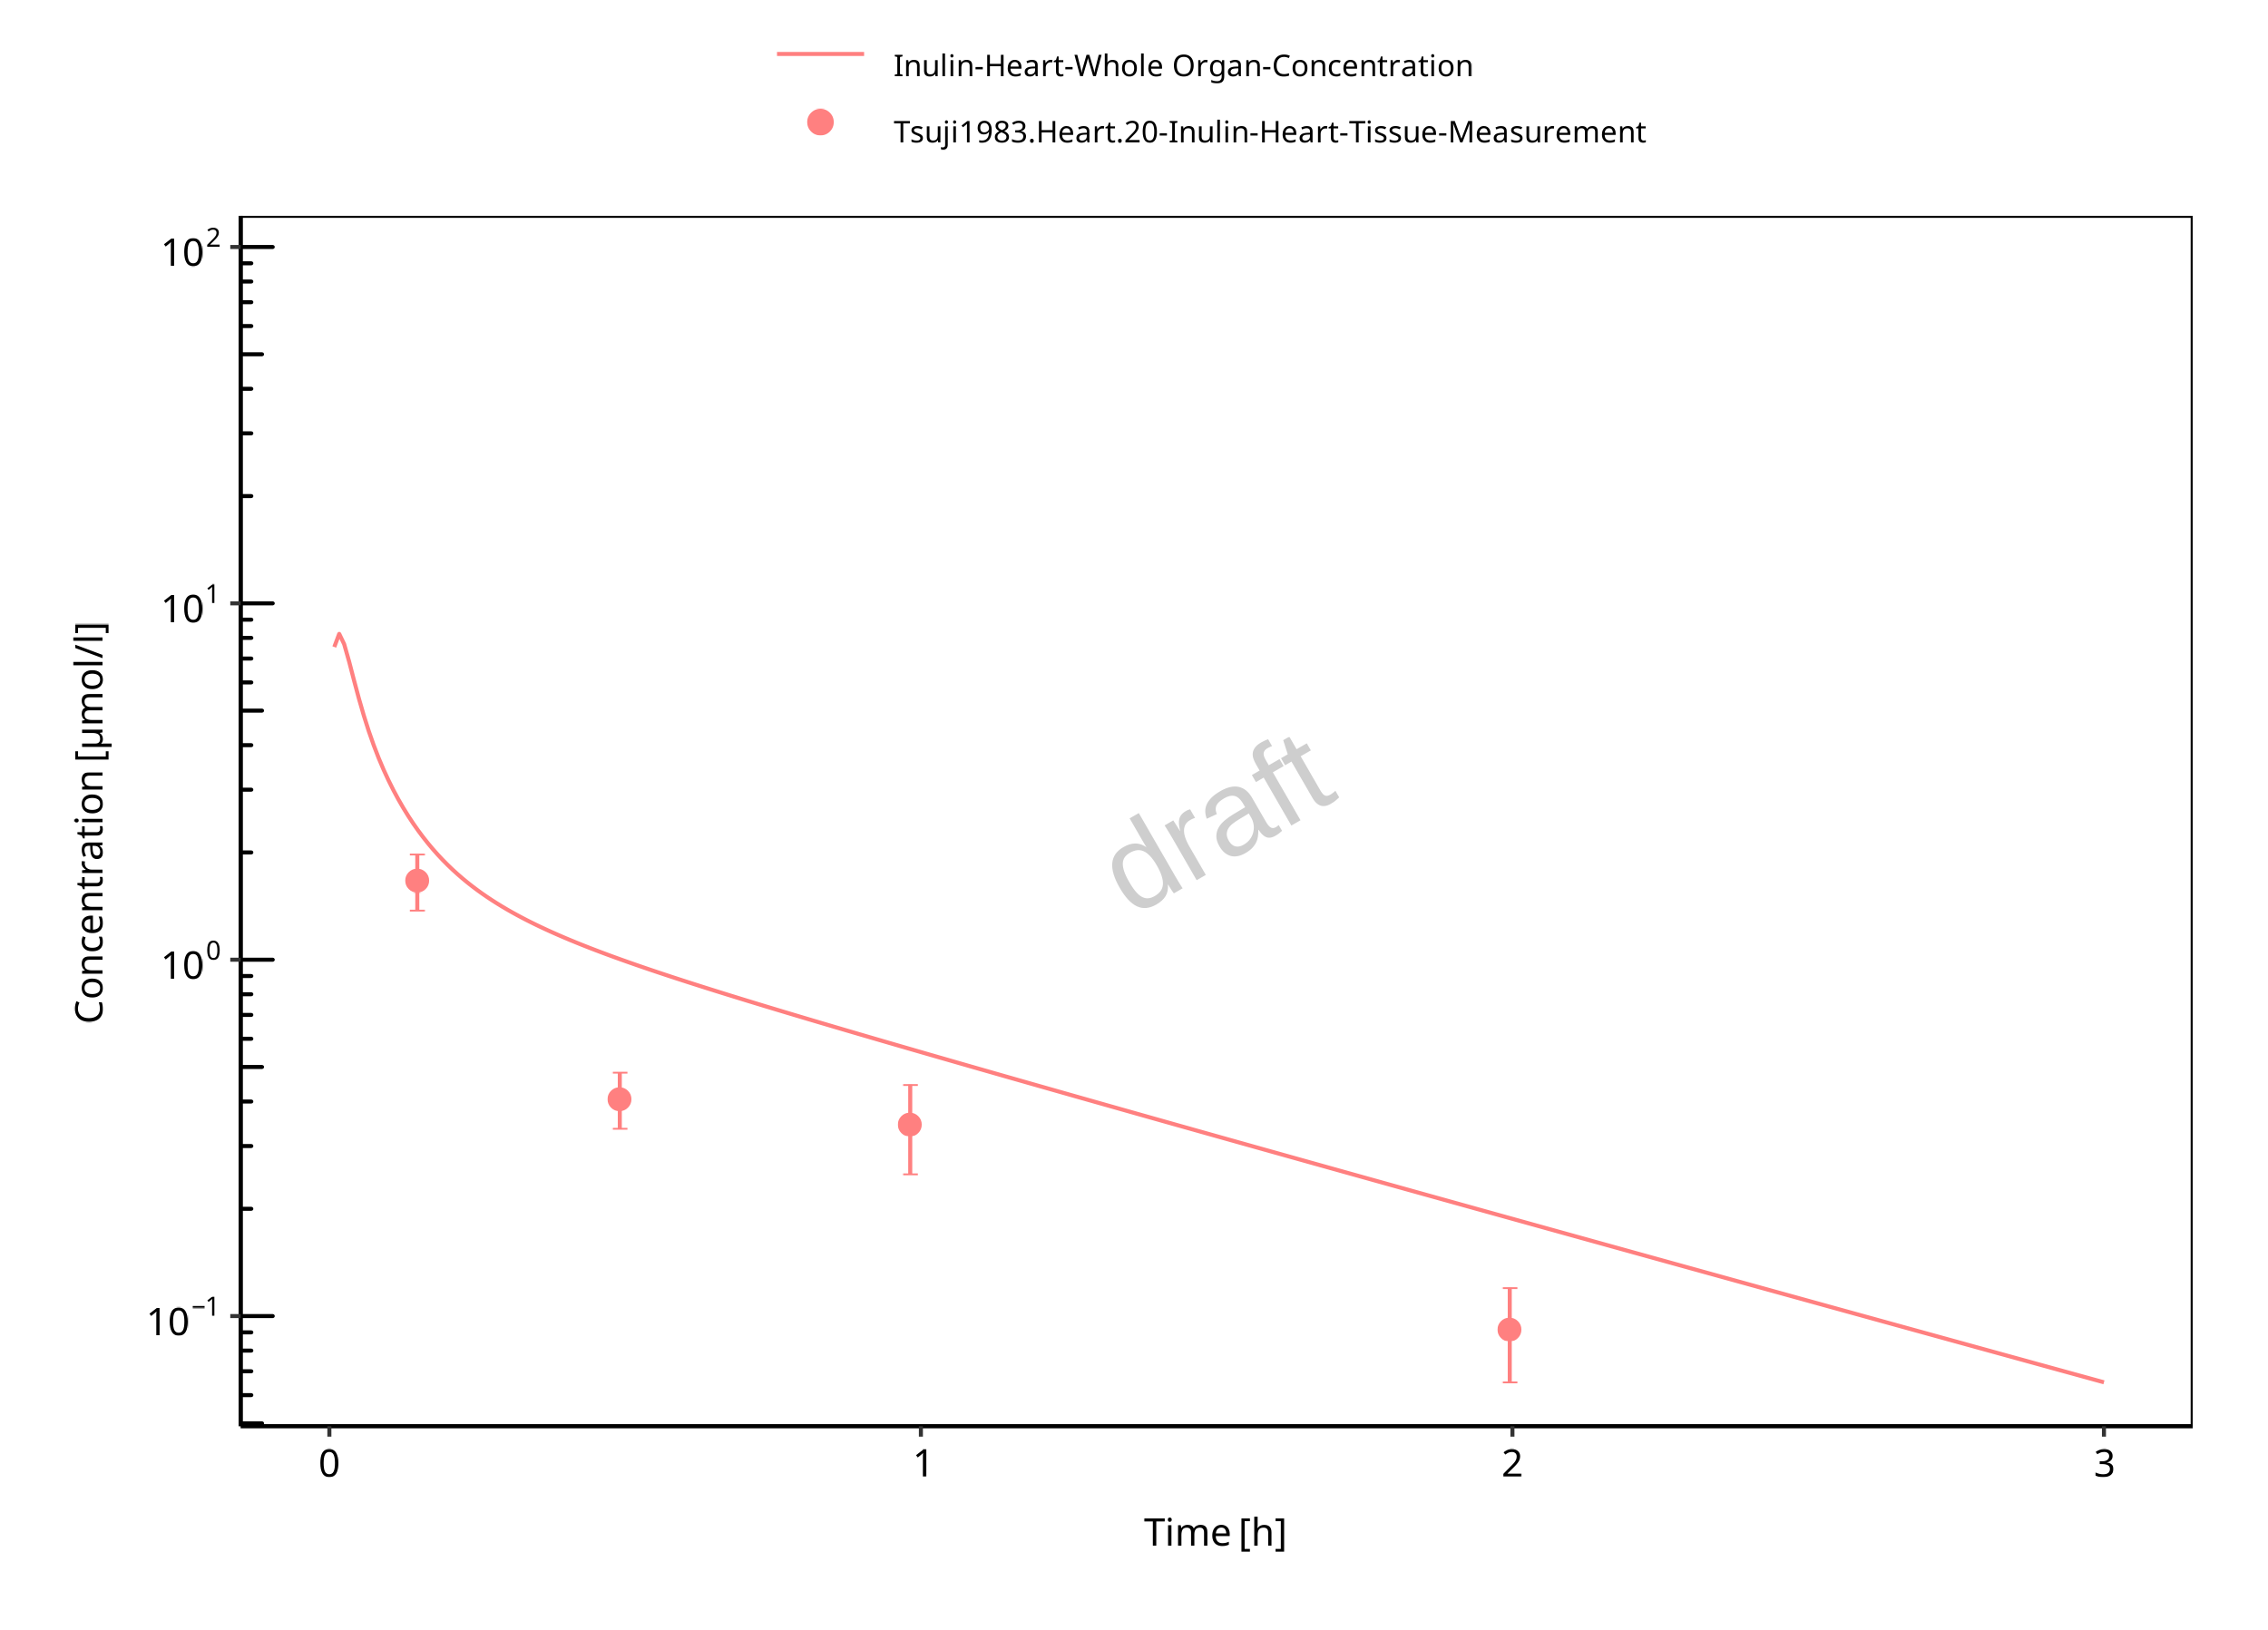 Inulin-Heart-Whole Organ-Concentration
Tsuji1983.Heart.20-Inulin-Heart-Tissue-Measurement
10²
10¹
10⁰
10⁻¹
Concentration [µmol/l]
draft
0 1 2 3
Time [h]